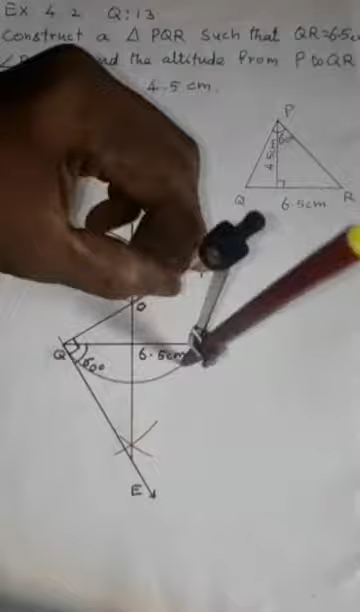 Ex 4.2 Q:13
Construct a △ PQR such that QR=6.5c
and the altitude from P to QR
4.5 cm.
P
60°
4.5
Q
R
6.5cm
O
Q
6.5cm
60°
E